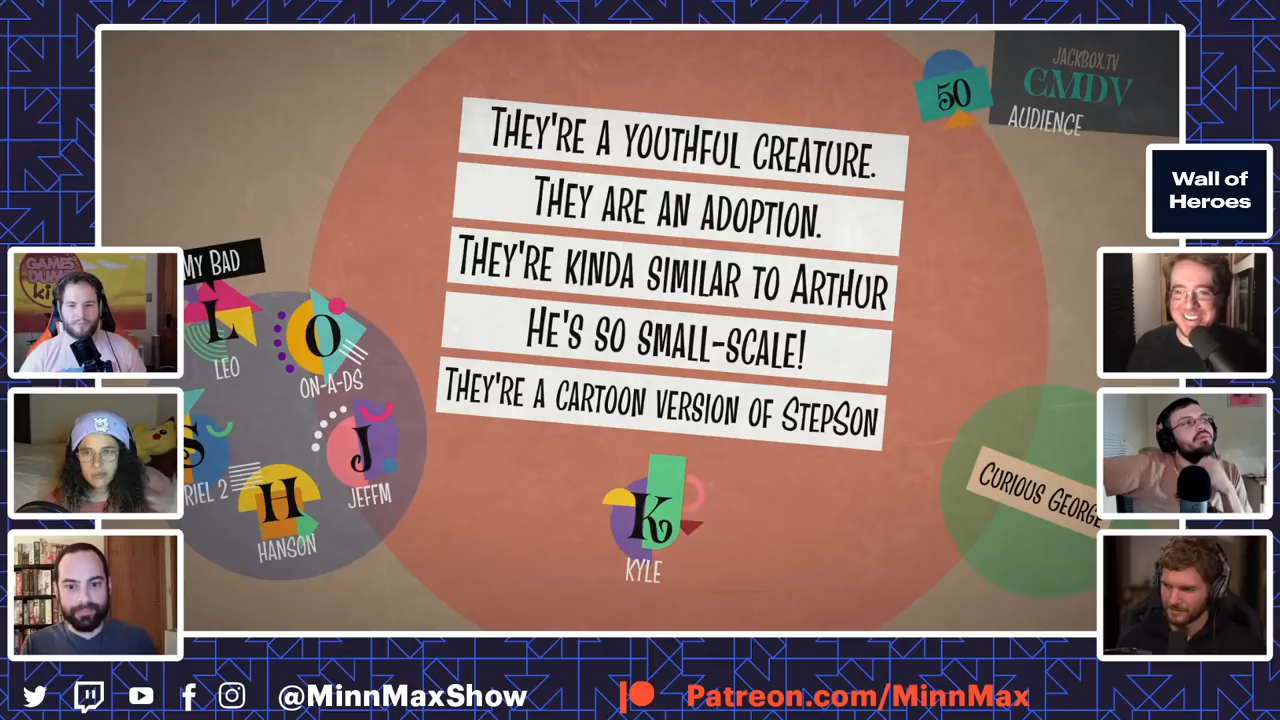 THEY'RE A YOUTHFUL CREATURE.
THEY ARE AN ADOPTION.
THEY'RE KINDA SIMILAR TO ARTHUR
HE'S SO SMALL-SCALE!
THEY'RE A CARTOON VERSION OF STEPSON
50
JACKBOX.TV
CMDV
AUDIENCE
Wall of
Heroes
MY BAD
L
LEO
O
ON-A-DS
S
RIEL 2
J
JEFFM
H
HANSON
K
KYLE
CURIOUS GEORGE
GAMES
@MinnMaxShow
Patreon.com/MinnMax